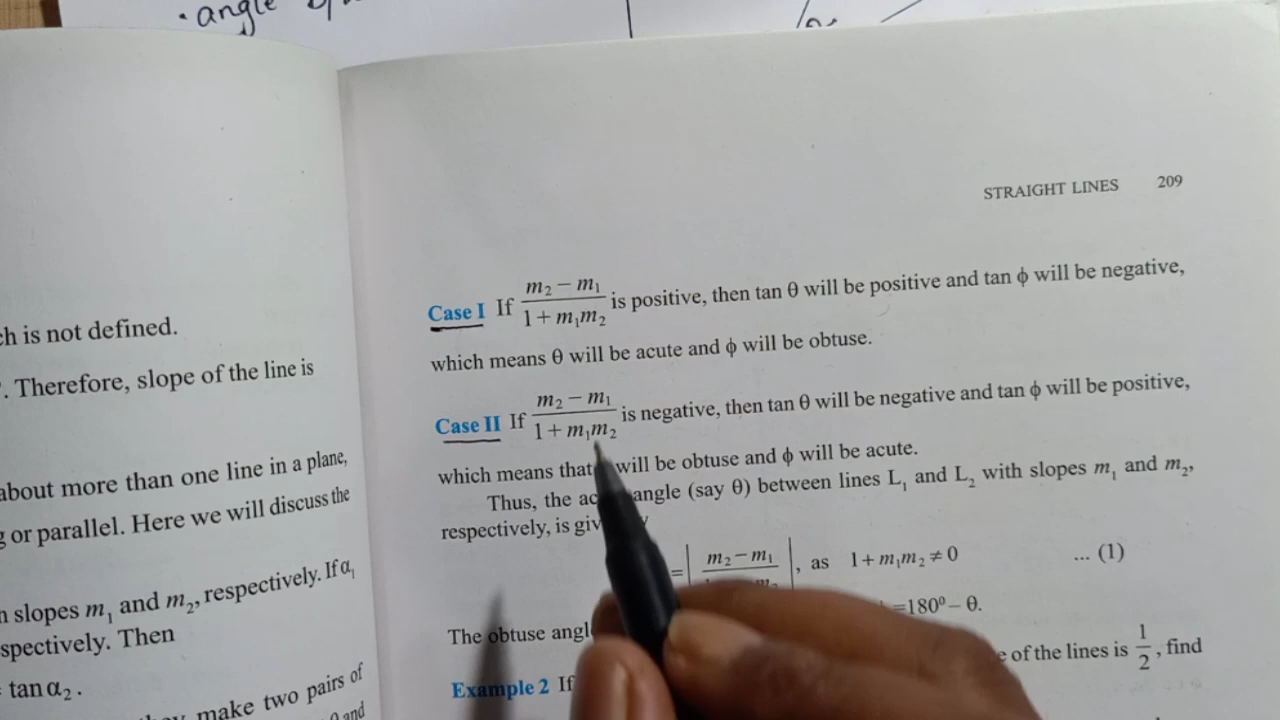 . angle
ch is not defined.
. Therefore, slope of the line is
about more than one line in a plane,
g or parallel. Here we will discuss the
n slopes m₁ and m₂, respectively. If α₁
spectively. Then
tan α₂ .
make two pairs of
and
STRAIGHT LINES 209
Case I If (m₂ − m₁)/(1 + m₁m₂) is positive, then tan θ will be positive and tan ϕ will be negative,
which means θ will be acute and ϕ will be obtuse.
Case II If (m₂ − m₁)/(1 + m₁m₂) is negative, then tan θ will be negative and tan ϕ will be positive,
which means that will be obtuse and ϕ will be acute.
Thus, the angle (say θ) between lines L₁ and L₂ with slopes m₁ and m₂,
respectively, is
= | m₂ − m₁ |, as 1 + m₁m₂ ≠ 0 ... (1)
The obtuse =180⁰ – θ.
Example 2 If of the lines is 1/2, find